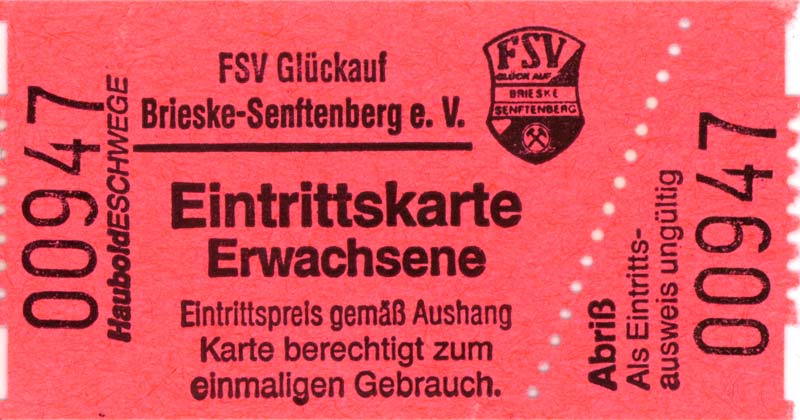 00947
HauboldESCHWEGE
FSV Glückauf
Brieske-Senftenberg e. V.
FSV
GLÜCK AUF
BRIESKE
SENFTENBERG
Eintrittskarte
Erwachsene
Eintrittspreis gemäß Aushang
Karte berechtigt zum
einmaligen Gebrauch.
Abriß
Als Eintritts-
ausweis ungültig
00947